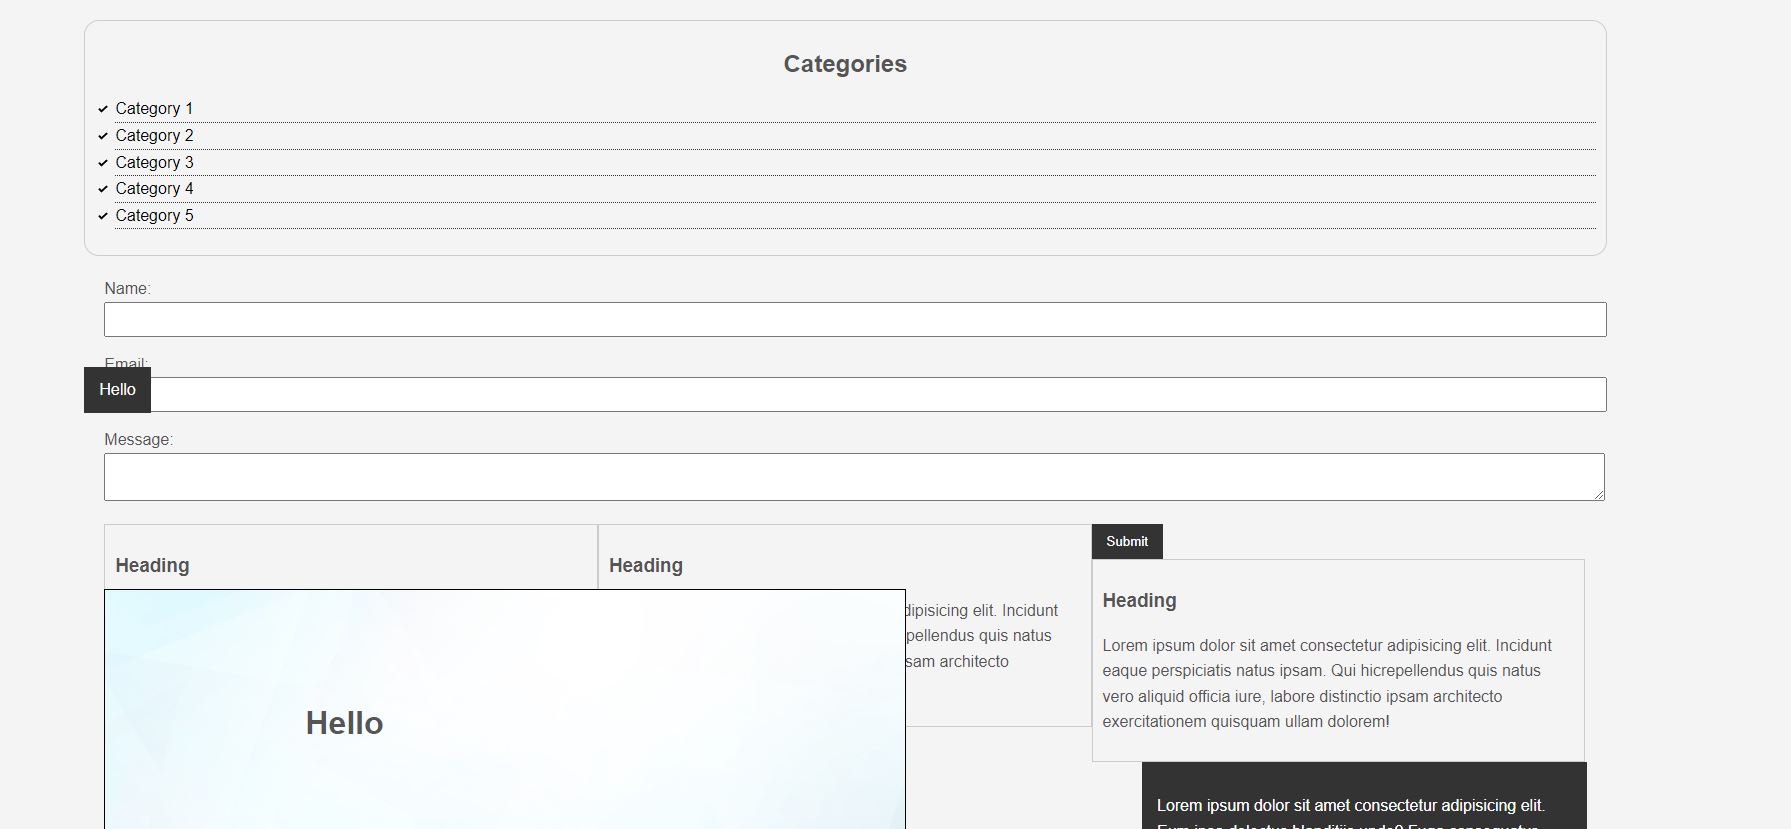 Categories
Category 1
Category 2
Category 3
Category 4
Category 5
Name:
Email:
Hello
Message:
Submit
Heading
Heading
dipisicing elit. Incidunt
pellendus quis natus
sam architecto
Heading
Lorem ipsum dolor sit amet consectetur adipisicing elit. Incidunt
eaque perspiciatis natus ipsam. Qui hicrepellendus quis natus
vero aliquid officia iure, labore distinctio ipsam architecto
exercitationem quisquam ullam dolorem!
Hello
Lorem ipsum dolor sit amet consectetur adipisicing elit.